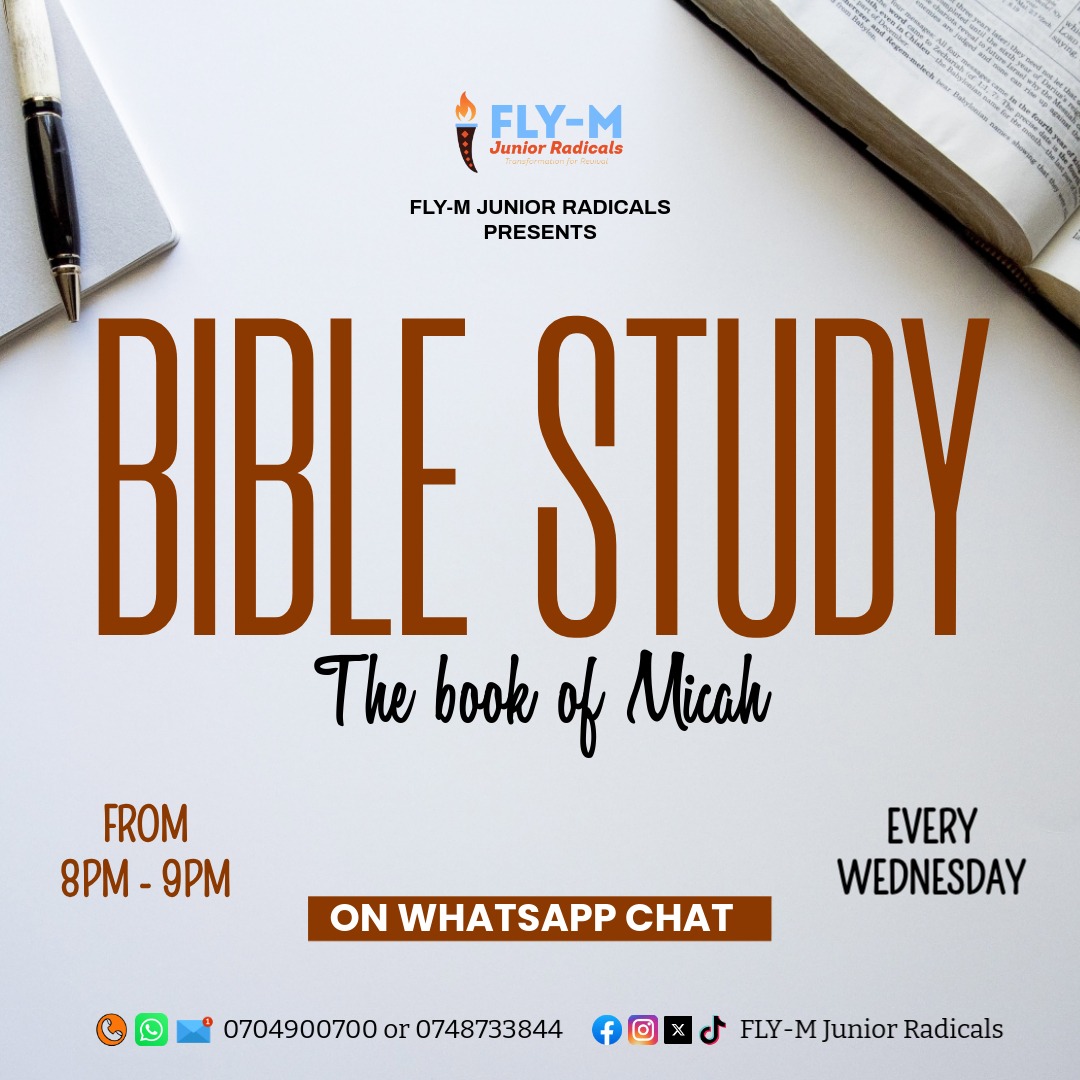 FLY-M
Junior Radicals
Transformation for Revival
FLY-M JUNIOR RADICALS
PRESENTS
BIBLE STUDY
The book of Micah
FROM
8PM - 9PM
EVERY
WEDNESDAY
ON WHATSAPP CHAT
0704900700 or 0748733844
FLY-M Junior Radicals